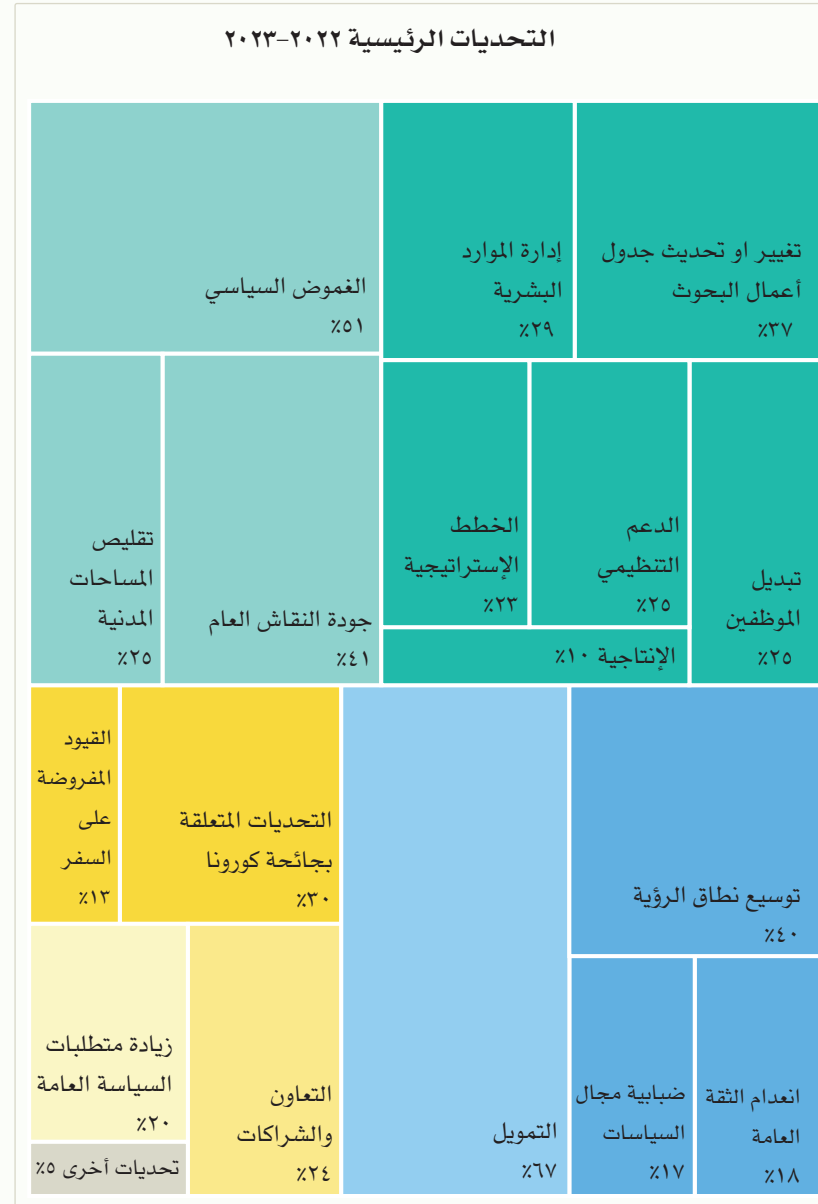 التحديات الرئيسية ٢٠٢٢-٢٠٢٣
تغيير او تحديث جدول
أعمال البحوث
٣٧٪
إدارة الموارد
البشرية
٢٩٪
الغموض السياسي
٥١٪
تبديل
الموظفين
٢٥٪
الدعم
التنظيمي
٢٥٪
الخطط
الإستراتيجية
٢٣٪
الإنتاجية ١٠٪
جودة النقاش العام
٤١٪
تقليص
المساحات
المدنية
٢٥٪
توسيع نطاق الرؤية
٤٠٪
انعدام الثقة
العامة
١٨٪
ضبابية مجال
السياسات
١٧٪
التمويل
٦٧٪
التحديات المتعلقة
بجائحة كورونا
٣٠٪
القيود
المفروضة
على
السفر
١٣٪
التعاون
والشراكات
٢٤٪
زيادة متطلبات
السياسة العامة
٢٠٪
تحديات أخرى ٥٪